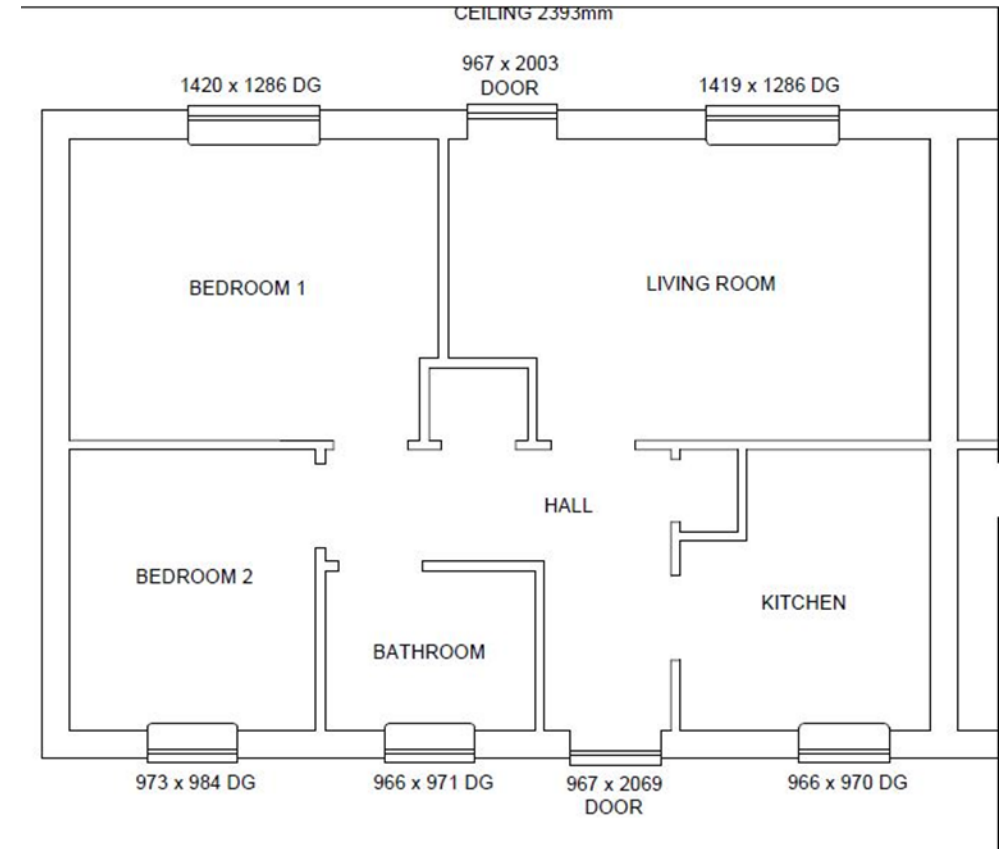 CEILING 2393mm
967 x 2003
DOOR
1420 x 1286 DG
1419 x 1286 DG
BEDROOM 1
LIVING ROOM
HALL
BEDROOM 2
KITCHEN
BATHROOM
973 x 984 DG
966 x 971 DG
967 x 2069
DOOR
966 x 970 DG